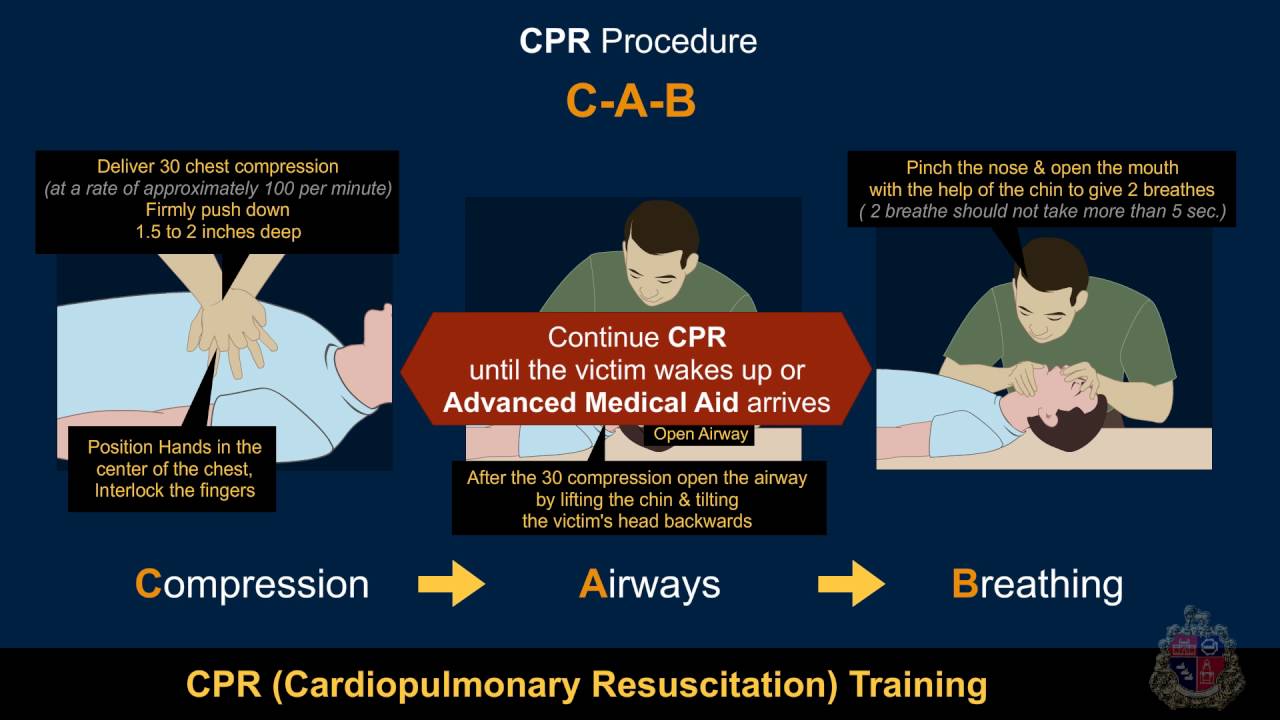 CPR Procedure
C-A-B
Deliver 30 chest compression
(at a rate of approximately 100 per minute)
Firmly push down
1.5 to 2 inches deep
Position Hands in the
center of the chest,
Interlock the fingers
Continue CPR
until the victim wakes up or
Advanced Medical Aid arrives
Open Airway
After the 30 compression open the airway
by lifting the chin & tilting
the victim's head backwards
Pinch the nose & open the mouth
with the help of the chin to give 2 breathes
( 2 breathe should not take more than 5 sec.)
Compression
Airways
Breathing
CPR (Cardiopulmonary Resuscitation) Training